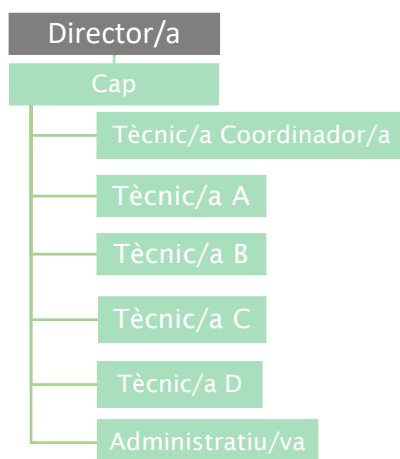 Director/a
Cap
Tècnic/a Coordinador/a
Tècnic/a A
Tècnic/a B
Tècnic/a C
Tècnic/a D
Administratiu/va